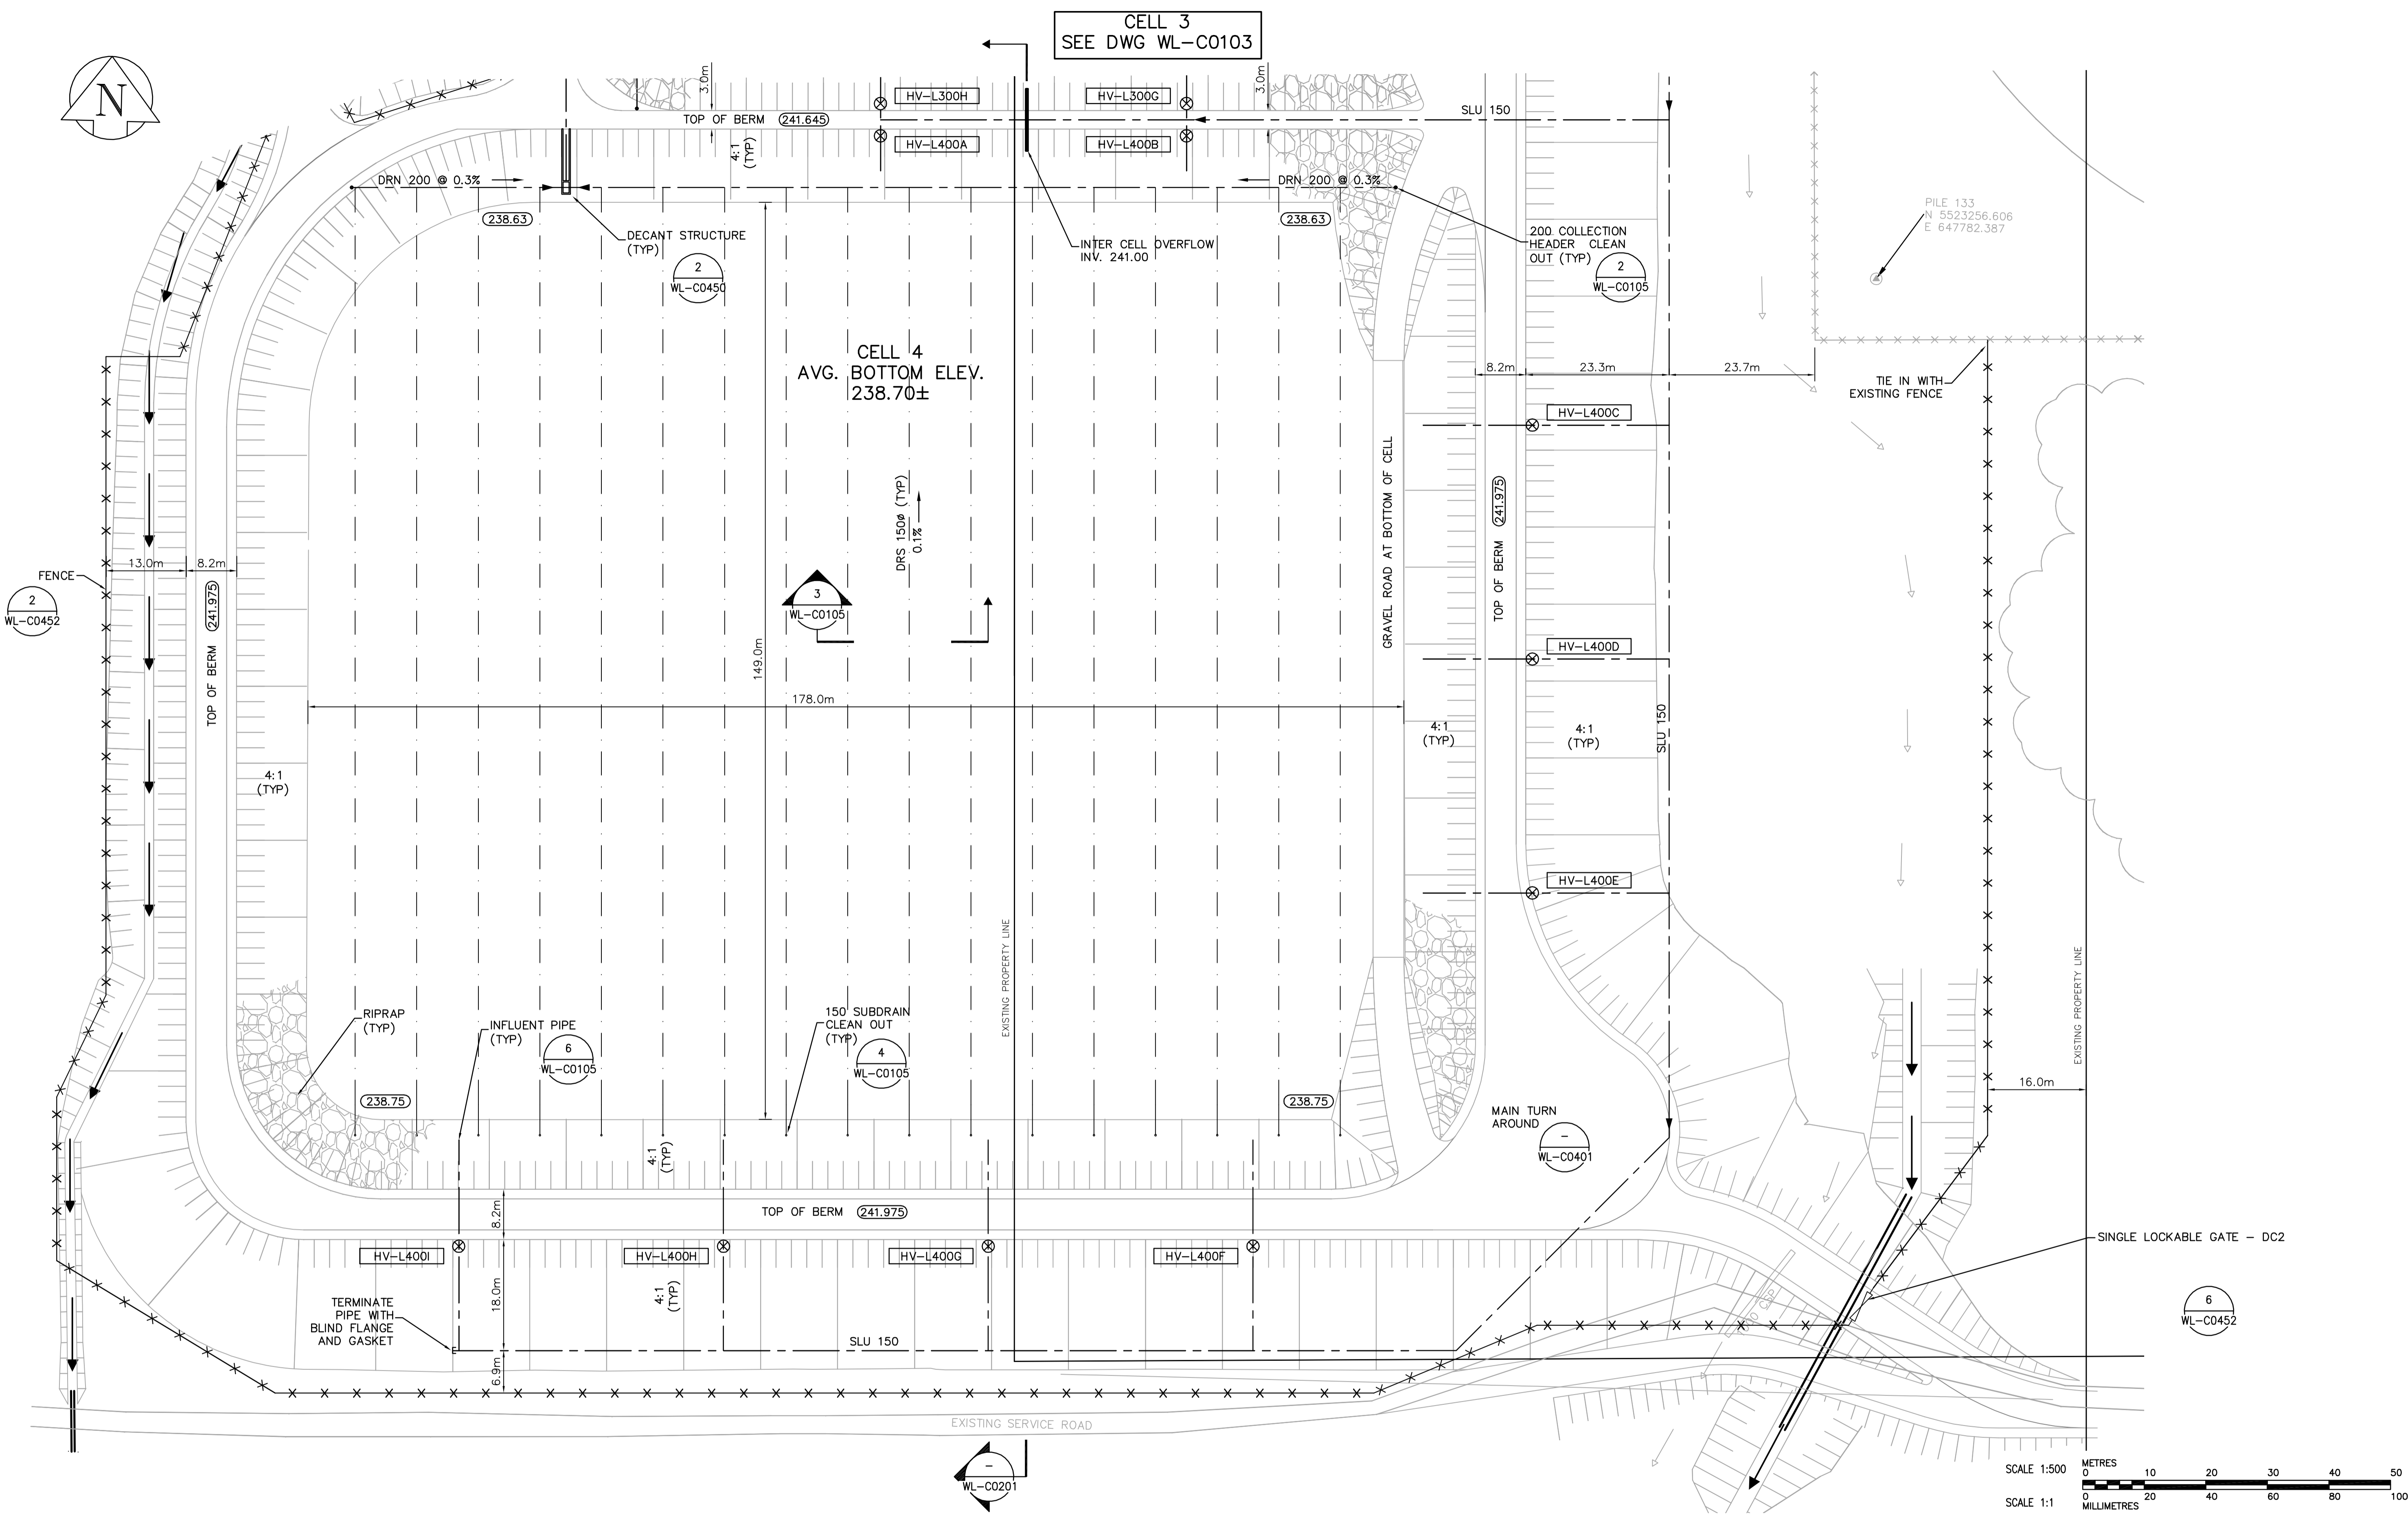 CELL 3
SEE DWG WL-C0103
N
3.0m
3.0m
HV-L300H
HV-L300G
TOP OF BERM 241.645
SLU 150
HV-L400A
HV-L400B
4:1
(TYP)
DRN 200 @ 0.3%
DRN 200 @ 0.3%
238.63
238.63
DECANT STRUCTURE
(TYP)
2
WL-C0450
INTER CELL OVERFLOW
INV. 241.00
200 COLLECTION
HEADER CLEAN
OUT (TYP)
2
WL-C0105
PILE 133
N 5523256.606
E 647782.387
CELL 4
AVG. BOTTOM ELEV.
238.70±
8.2m
23.3m
23.7m
TIE IN WITH
EXISTING FENCE
HV-L400C
GRAVEL ROAD AT BOTTOM OF CELL
TOP OF BERM 241.975
DRS 150ø (TYP)
0.1%
FENCE
13.0m
8.2m
2
WL-C0452
TOP OF BERM 241.975
3
WL-C0105
149.0m
178.0m
HV-L400D
4:1
(TYP)
4:1
(TYP)
SLU 150
4:1
(TYP)
HV-L400E
EXISTING PROPERTY LINE
EXISTING PROPERTY LINE
RIPRAP
(TYP)
INFLUENT PIPE
(TYP)
6
WL-C0105
150 SUBDRAIN
CLEAN OUT
(TYP)
4
WL-C0105
16.0m
238.75
238.75
MAIN TURN
AROUND
-
WL-C0401
4:1
(TYP)
8.2m
TOP OF BERM 241.975
HV-L400I
HV-L400H
HV-L400G
HV-L400F
SINGLE LOCKABLE GATE - DC2
6
WL-C0452
18.0m
4:1
(TYP)
TERMINATE
PIPE WITH
BLIND FLANGE
AND GASKET
SLU 150
6.9m
CSP
EXISTING SERVICE ROAD
-
WL-C0201
SCALE 1:500
METRES
0 10 20 30 40 50
SCALE 1:1
0 20 40 60 80 100
MILLIMETRES